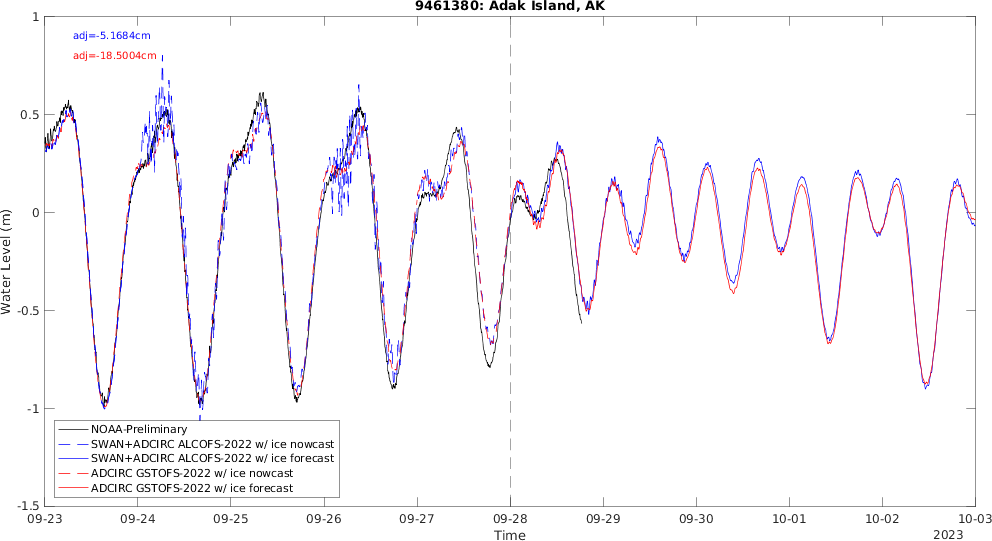 9461380: Adak Island, AK
adj=-5.1684cm
adj=-18.5004cm
Water Level (m)
1
0.5
0
-0.5
-1
-1.5
NOAA-Preliminary
SWAN+ADCIRC ALCOFS-2022 w/ ice nowcast
SWAN+ADCIRC ALCOFS-2022 w/ ice forecast
ADCIRC GSTOFS-2022 w/ ice nowcast
ADCIRC GSTOFS-2022 w/ ice forecast
09-23 09-24 09-25 09-26 09-27 09-28 09-29 09-30 10-01 10-02 10-03
Time
2023